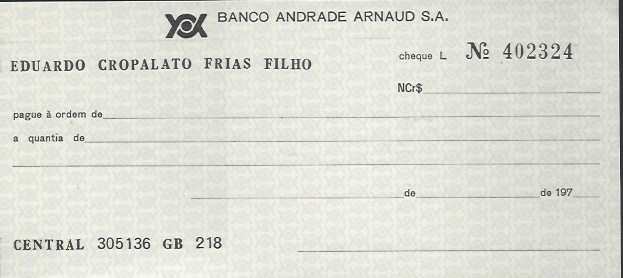 BANCO ANDRADE ARNAUD S.A.
cheque L Nº 402324
EDUARDO CROPALATO FRIAS FILHO
NCr$
pague à ordem de
a quantia de
de de 197
CENTRAL 305136 GB 218